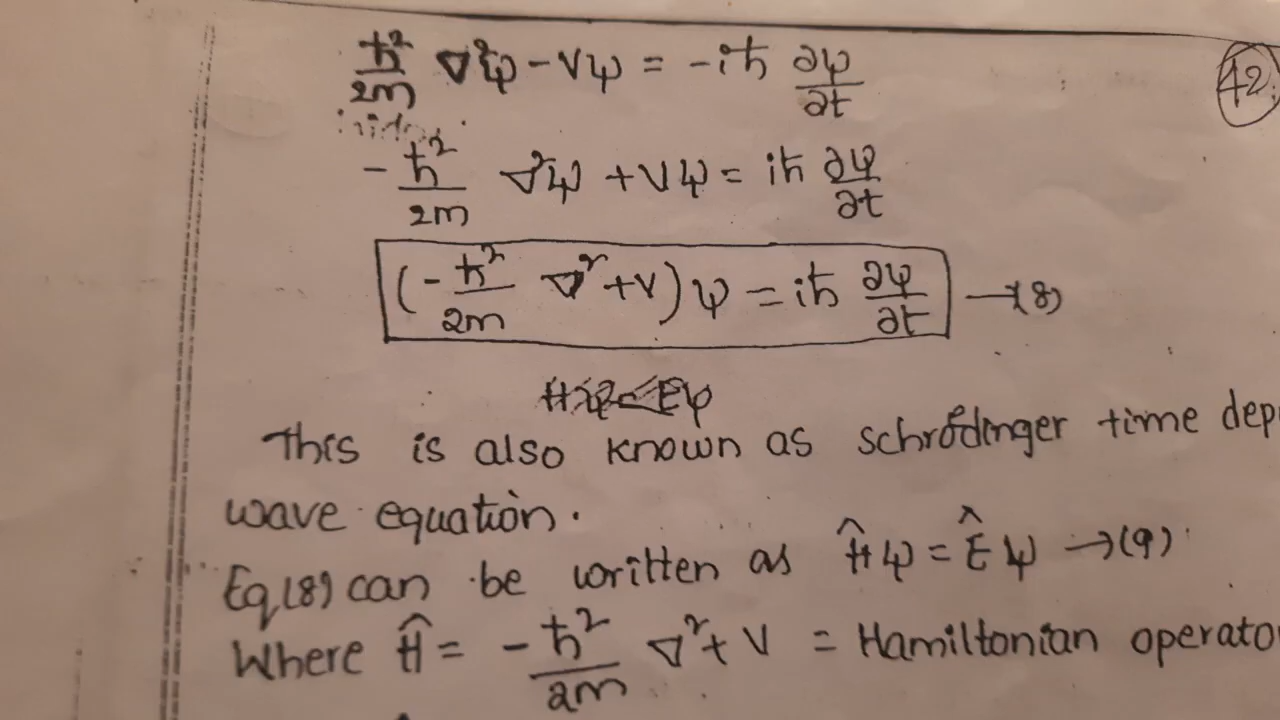 ħ²/2m ∇²ψ - Vψ = -iħ ∂ψ/∂t
42
-ħ²/2m ∇²ψ + Vψ = iħ ∂ψ/∂t
(-ħ²/2m ∇² + V)ψ = iħ ∂ψ/∂t →(8)
This is also known as schrödinger time dep
wave equation.
Eq(8) can be written as Ĥψ = Êψ →(9)
Where Ĥ = -ħ²/2m ∇² + V = Hamiltonian operato